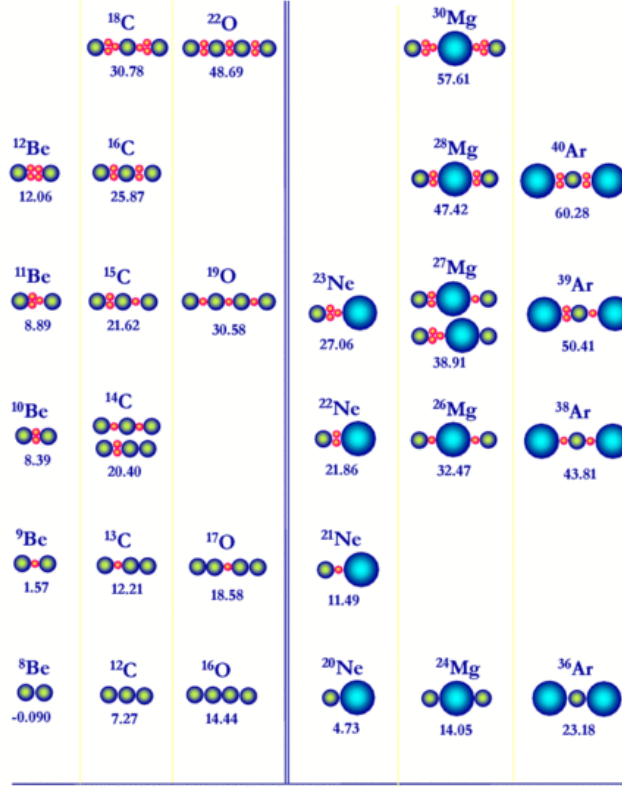 ¹⁸C ²²O ³⁰Mg
30.78 48.69 57.61
¹²Be ¹⁶C ²⁸Mg ⁴⁰Ar
12.06 25.87 47.42 60.28
¹¹Be ¹⁵C ¹⁹O ²³Ne ²⁷Mg ³⁹Ar
8.89 21.62 30.58 27.06 38.91 50.41
¹⁰Be ¹⁴C ²²Ne ²⁶Mg ³⁸Ar
8.39 20.40 21.86 32.47 43.81
⁹Be ¹³C ¹⁷O ²¹Ne
1.57 12.21 18.58 11.49
⁸Be ¹²C ¹⁶O ²⁰Ne ²⁴Mg ³⁶Ar
-0.090 7.27 14.44 4.73 14.05 23.18